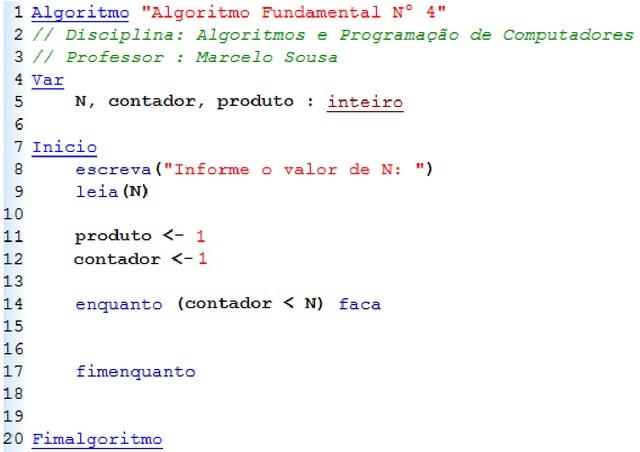 1 Algoritmo "Algoritmo Fundamental N° 4"
2 // Disciplina: Algoritmos e Programação de Computadores
3 // Professor : Marcelo Sousa
4 Var
5 N, contador, produto : inteiro
6
7 Inicio
8 escreva("Informe o valor de N: ")
9 leia(N)
10
11 produto <- 1
12 contador <-1
13
14 enquanto (contador < N) faca
15
16
17 fimenquanto
18
19
20 Fimalgoritmo